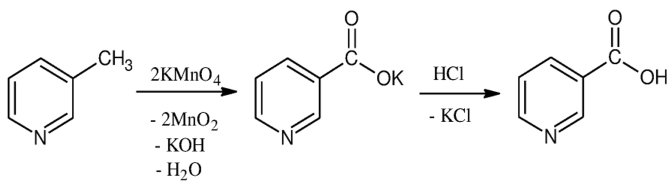 CH3
N
2KMnO4
- 2MnO2
- KOH
- H2O
O
C
OK
N
HCl
- KCl
O
C
OH
N